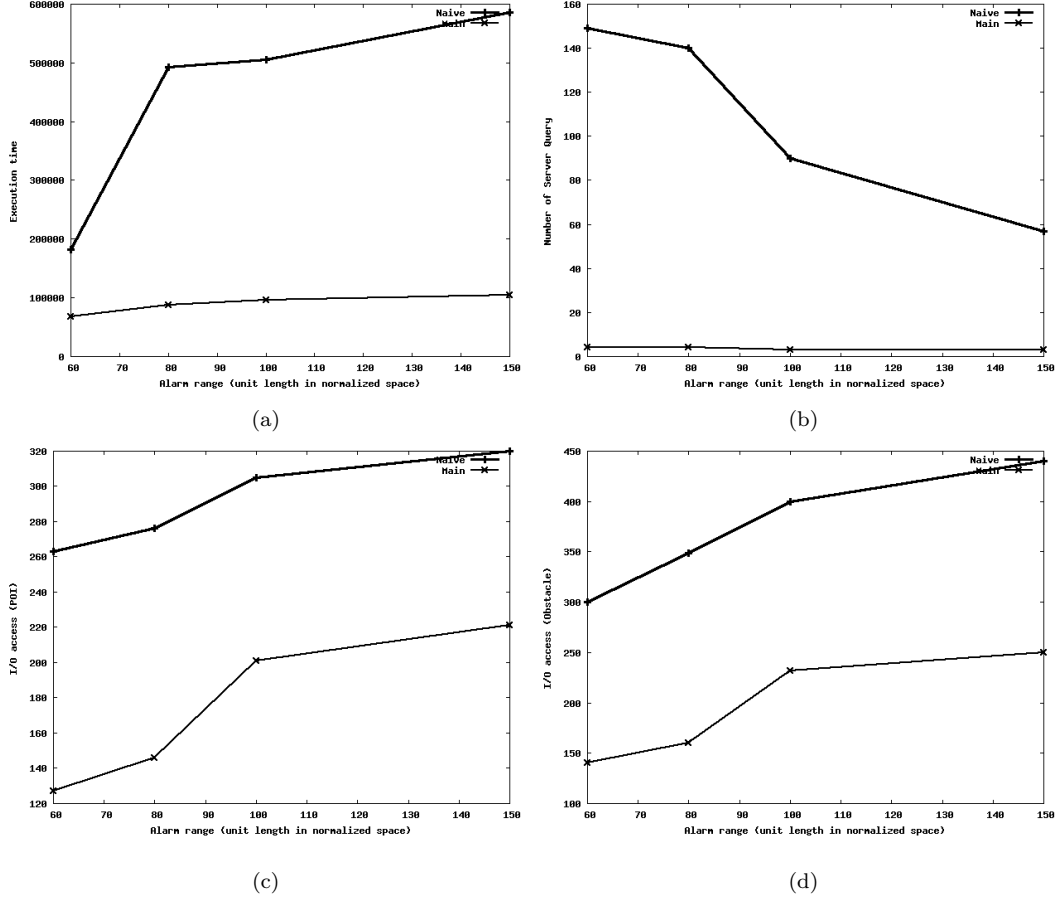 600000
500000
400000
300000
200000
100000
0
Execution time
Naive
Main
60 70 80 90 100 110 120 130 140 150
Alarm range (unit length in normalized space)
(a)
160
140
120
100
80
60
40
20
0
Number of Server Query
Naive
Main
60 70 80 90 100 110 120 130 140 150
Alarm range (unit length in normalized space)
(b)
320
300
280
260
240
220
200
180
160
140
120
I/O access (POI)
Naive
Main
60 70 80 90 100 110 120 130 140 150
Alarm range (unit length in normalized space)
(c)
450
400
350
300
250
200
150
100
I/O access (Obstacle)
Naive
Main
60 70 80 90 100 110 120 130 140 150
Alarm range (unit length in normalized space)
(d)